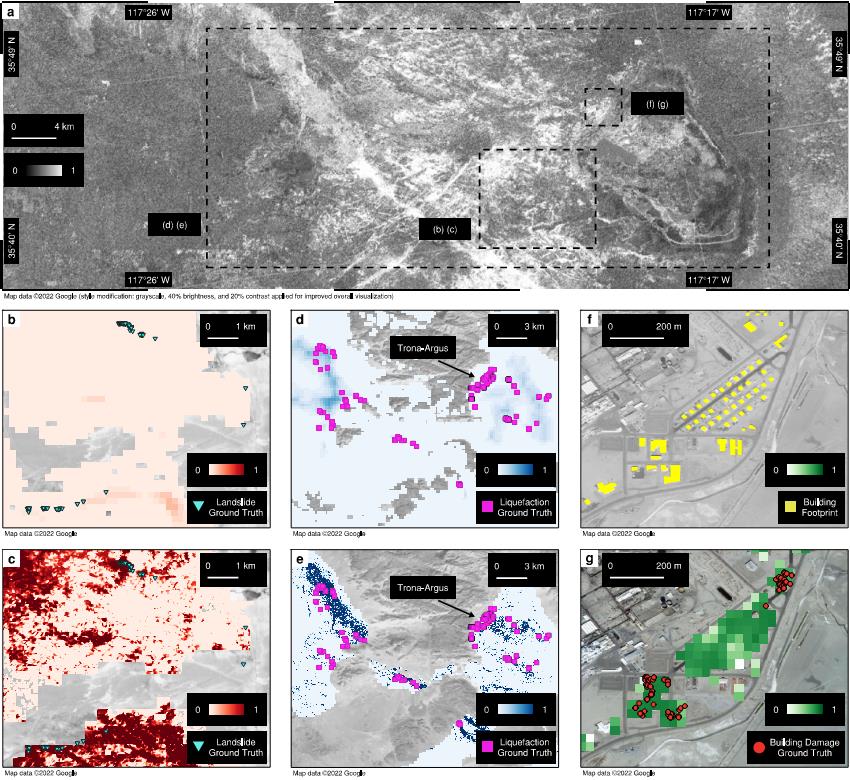 a
117°26' W
117°17' W
35°49' N
35°49' N
0 4 km
(f) (g)
0 1
(d) (e)
(b) (c)
35°40' N
35°40' N
117°26' W
117°17' W
Map data ©2022 Google (style modification: grayscale, 40% brightness, and 20% contrast applied for improved overall visualization)
b
0 1 km
0 1
Landslide
Ground Truth
Map data ©2022 Google
d
0 3 km
Trona-Argus
0 1
Liquefaction
Ground Truth
Map data ©2022 Google
f
0 200 m
0 1
Building
Footprint
Map data ©2022 Google
c
0 1 km
0 1
Landslide
Ground Truth
Map data ©2022 Google
e
0 3 km
Trona-Argus
0 1
Liquefaction
Ground Truth
Map data ©2022 Google
g
0 200 m
0 1
Building Damage
Ground Truth
Map data ©2022 Google